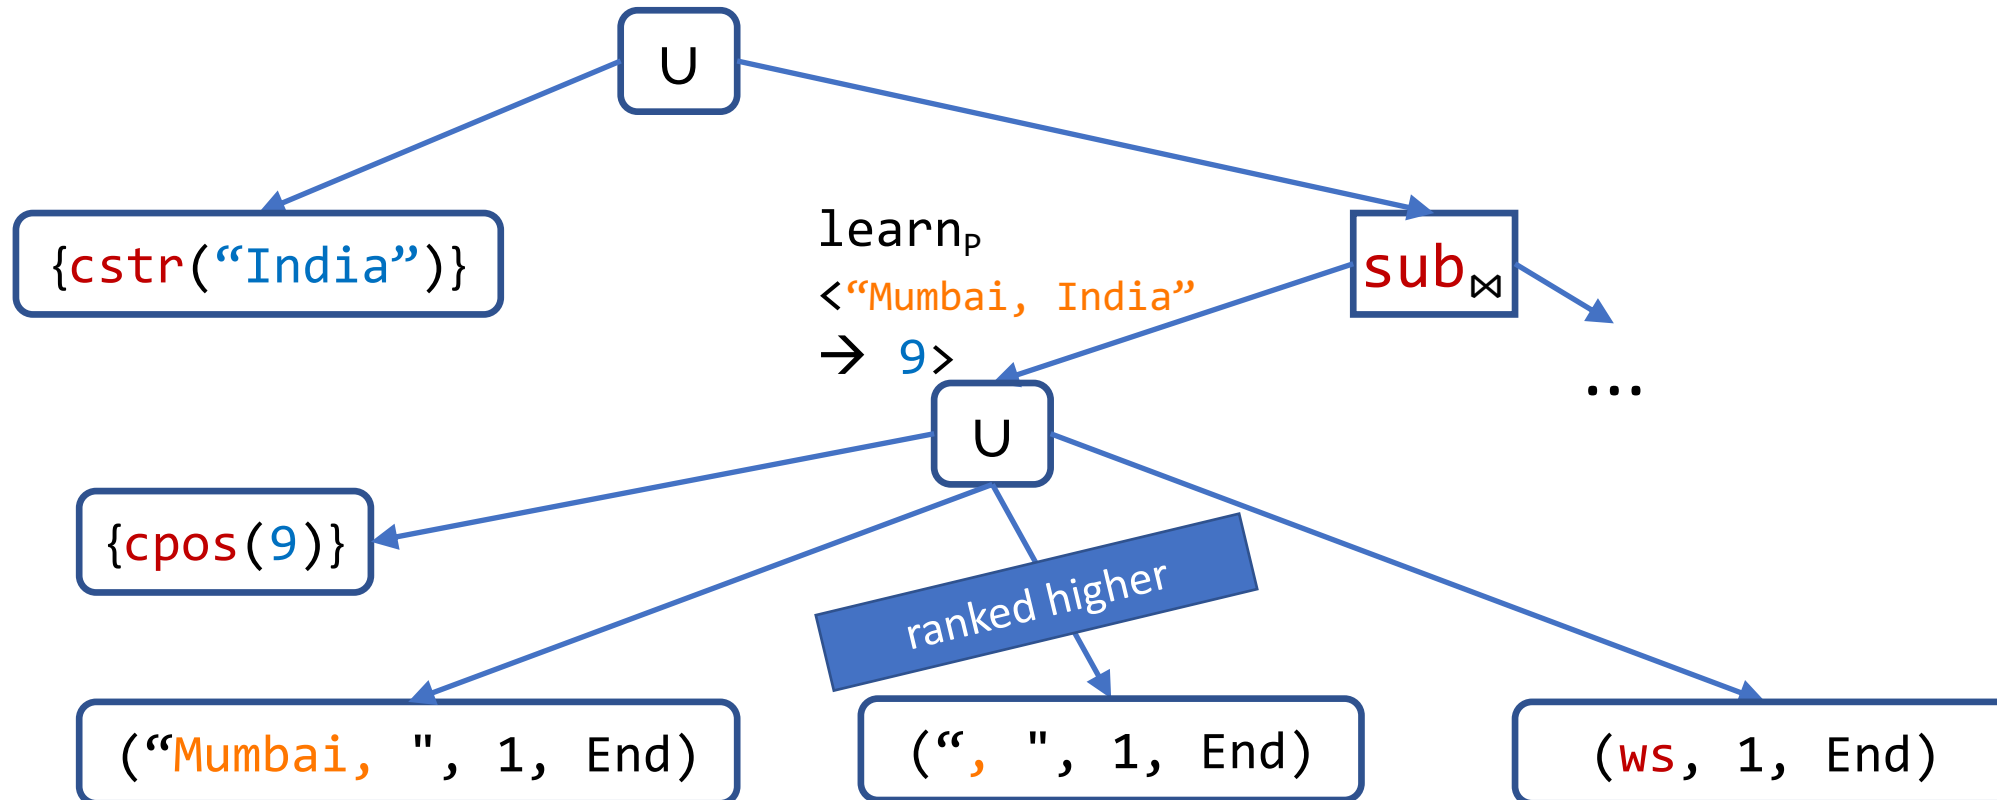 ∪
{cstr(“India”)}
learnP
<“Mumbai, India”
→ 9>
sub⋈
...
∪
{cpos(9)}
ranked higher
(“Mumbai, ", 1, End)
(“, ", 1, End)
(ws, 1, End)